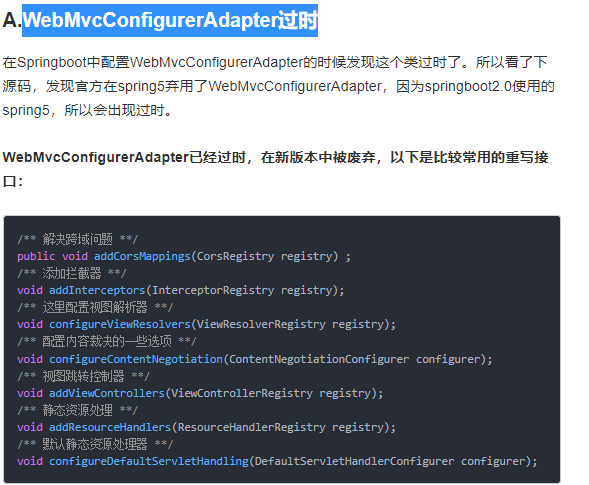 A.WebMvcConfigurerAdapter过时
在Springboot中配置WebMvcConfigurerAdapter的时候发现这个类过时了。所以看了下
源码，发现官方在spring5弃用了WebMvcConfigurerAdapter，因为springboot2.0使用的
spring5，所以会出现过时。
WebMvcConfigurerAdapter已经过时，在新版本中被废弃，以下是比较常用的重写接
口：
/** 解决跨域问题 **/
public void addCorsMappings(CorsRegistry registry) ;
/** 添加拦截器 **/
void addInterceptors(InterceptorRegistry registry);
/** 这里配置视图解析器 **/
void configureViewResolvers(ViewResolverRegistry registry);
/** 配置内容裁决的一些选项 **/
void configureContentNegotiation(ContentNegotiationConfigurer configurer);
/** 视图跳转控制器 **/
void addViewControllers(ViewControllerRegistry registry);
/** 静态资源处理 **/
void addResourceHandlers(ResourceHandlerRegistry registry);
/** 默认静态资源处理器 **/
void configureDefaultServletHandling(DefaultServletHandlerConfigurer configurer);